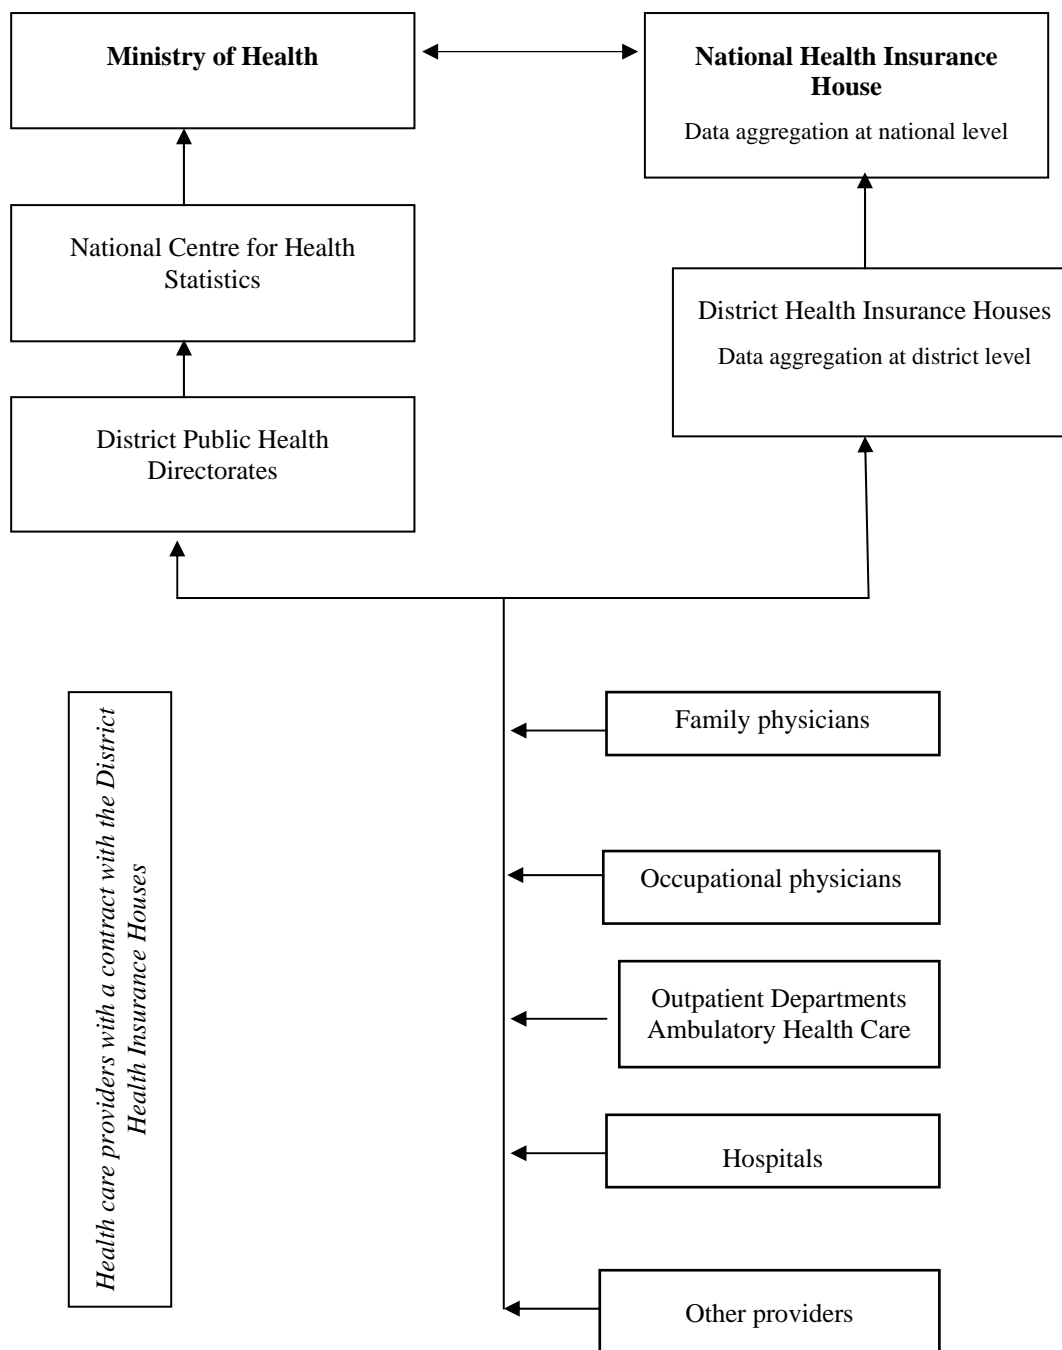 Ministry of Health
National Health Insurance
House
Data aggregation at national level
National Centre for Health
Statistics
District Health Insurance Houses
Data aggregation at district level
District Public Health
Directorates
Health care providers with a contract with the District
Health Insurance Houses
Family physicians
Occupational physicians
Outpatient Departments
Ambulatory Health Care
Hospitals
Other providers